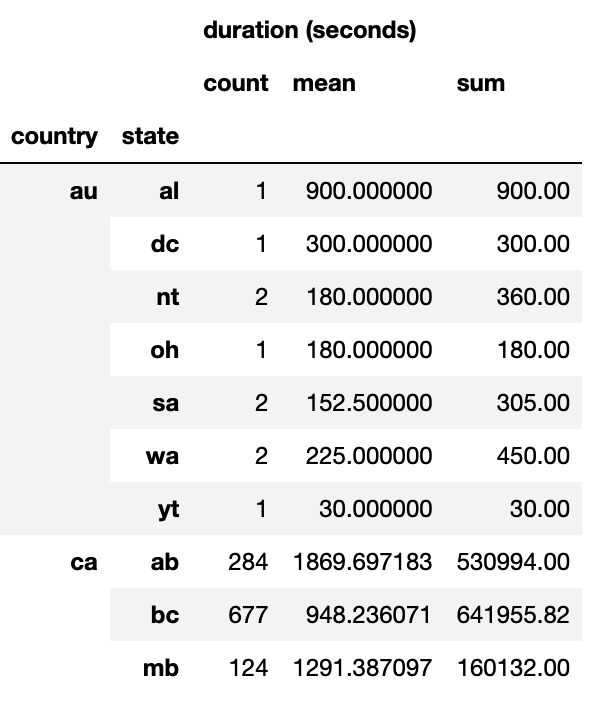 duration (seconds)
count mean sum
country state
au al 1 900.000000 900.00
dc 1 300.000000 300.00
nt 2 180.000000 360.00
oh 1 180.000000 180.00
sa 2 152.500000 305.00
wa 2 225.000000 450.00
yt 1 30.000000 30.00
ca ab 284 1869.697183 530994.00
bc 677 948.236071 641955.82
mb 124 1291.387097 160132.00